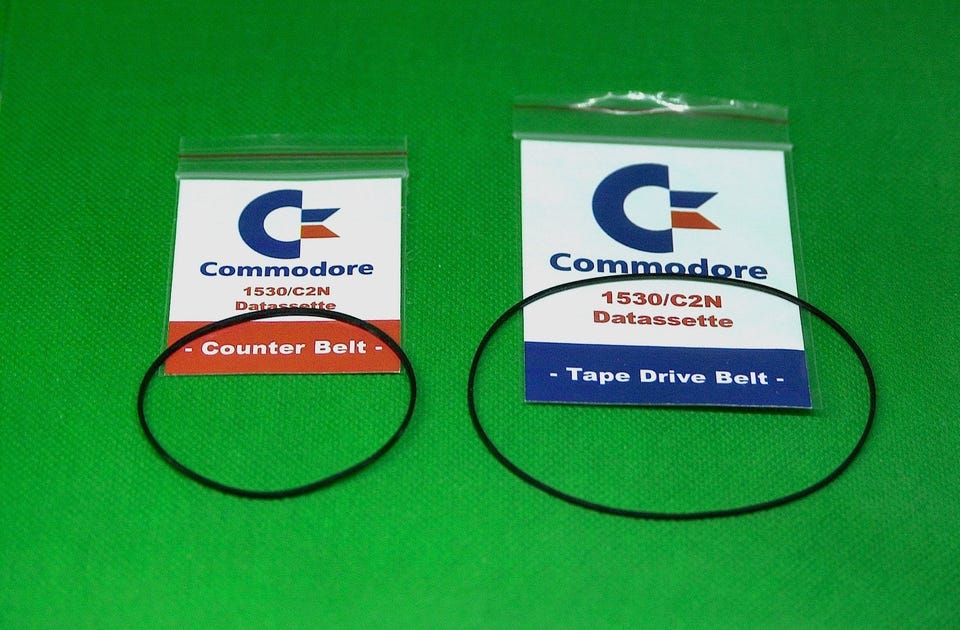 Commodore
1530/C2N
Datassette
- Counter Belt -
Commodore
1530/C2N
Datassette
- Tape Drive Belt -